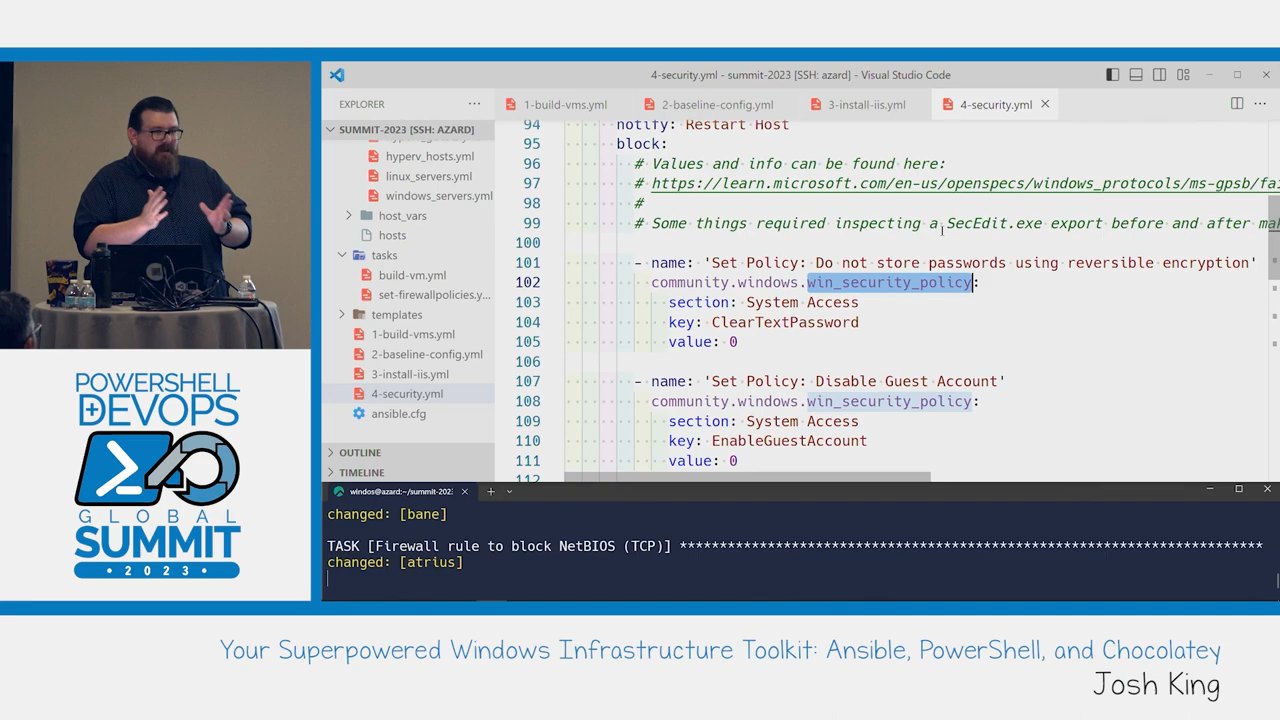 4-security.yml - summit-2023 [SSH: azard] - Visual Studio Code
EXPLORER
1-build-vms.yml
2-baseline-config.yml
3-install-iis.yml
4-security.yml
SUMMIT-2023 [SSH: AZARD]
hyperv_hosts.yml
linux_servers.yml
windows_servers.yml
host_vars
hosts
tasks
build-vm.yml
set-firewallpolicies.y...
templates
1-build-vms.yml
2-baseline-config.yml
3-install-iis.yml
4-security.yml
ansible.cfg
OUTLINE
TIMELINE
94 notify: Restart Host
95 block:
96 # Values and info can be found here:
97 # https://learn.microsoft.com/en-us/openspecs/windows_protocols/ms-gpsb/fa
98 #
99 # Some things required inspecting a SecEdit.exe export before and after
100
101 - name: 'Set Policy: Do not store passwords using reversible encryption'
102 community.windows.win_security_policy:
103 section: System Access
104 key: ClearTextPassword
105 value: 0
106
107 - name: 'Set Policy: Disable Guest Account'
108 community.windows.win_security_policy:
109 section: System Access
110 key: EnableGuestAccount
111 value: 0
112
windos@azard:~/summit-202
changed: [bane]
TASK [Firewall rule to block NetBIOS (TCP)] *************************************************************************
changed: [atrius]
POWERSHELL
+DEVOPS
GLOBAL
SUMMIT
• 2023 •
Your Superpowered Windows Infrastructure Toolkit: Ansible, PowerShell, and Chocolatey
Josh King